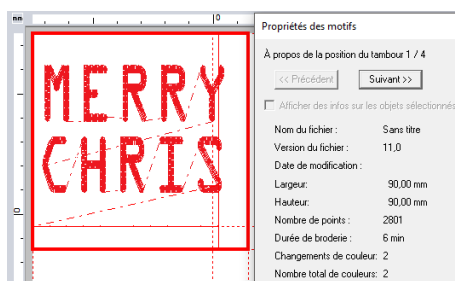 nn
0
MERRY
CHRIS
0
Propriétés des motifs
À propos de la position du tambour 1 / 4
<< Précédent
Suivant >>
Afficher des infos sur les objets sélectionnés
Nom du fichier : Sans titre
Version du fichier : 11,0
Date de modification :
Largeur: 90,00 mm
Hauteur: 90,00 mm
Nombre de points : 2801
Durée de broderie : 6 min
Changements de couleur: 2
Nombre total de couleurs: 2